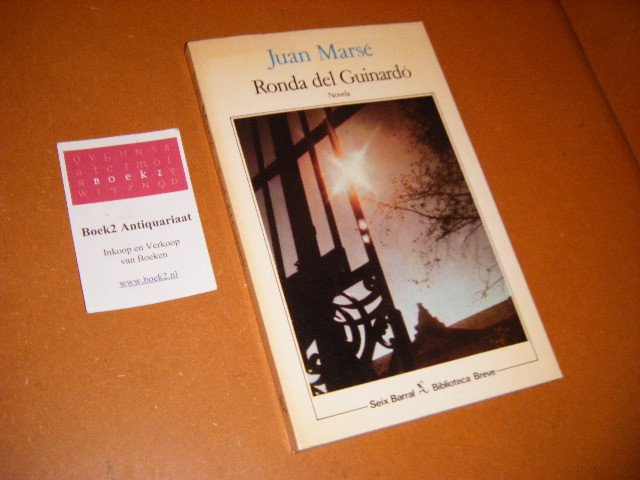 Juan Marsé
Ronda del Guinardó
Novela
Seix Barral Biblioteca Breve
BOEK2
Boek2 Antiquariaat
Inkoop en Verkoop
van Boeken
www.boek2.nl